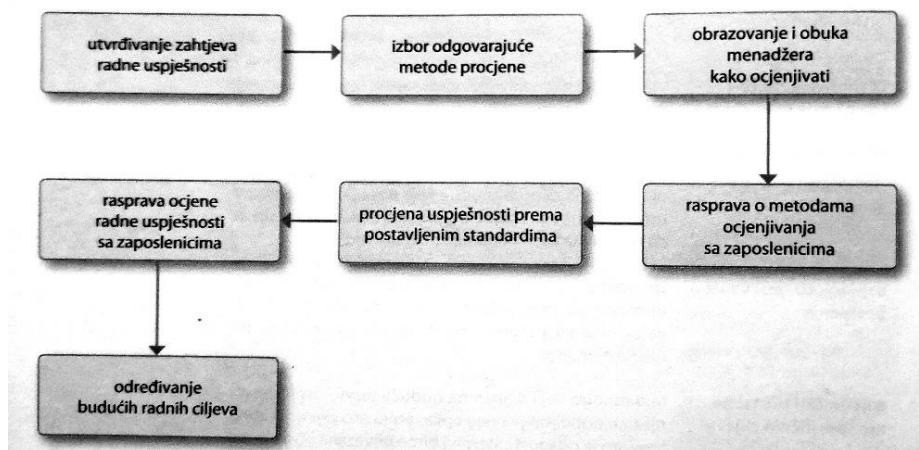 utvrđivanje zahtjeva
radne uspješnosti
izbor odgovarajuće
metode procjene
obrazovanje i obuka
menadžera
kako ocjenjivati
rasprava o metodama
ocjenjivanja
sa zaposlenicima
procjena uspješnosti prema
postavljenim standardima
rasprava ocjene
radne uspješnosti
sa zaposlenicima
određivanje
budućih radnih ciljeva